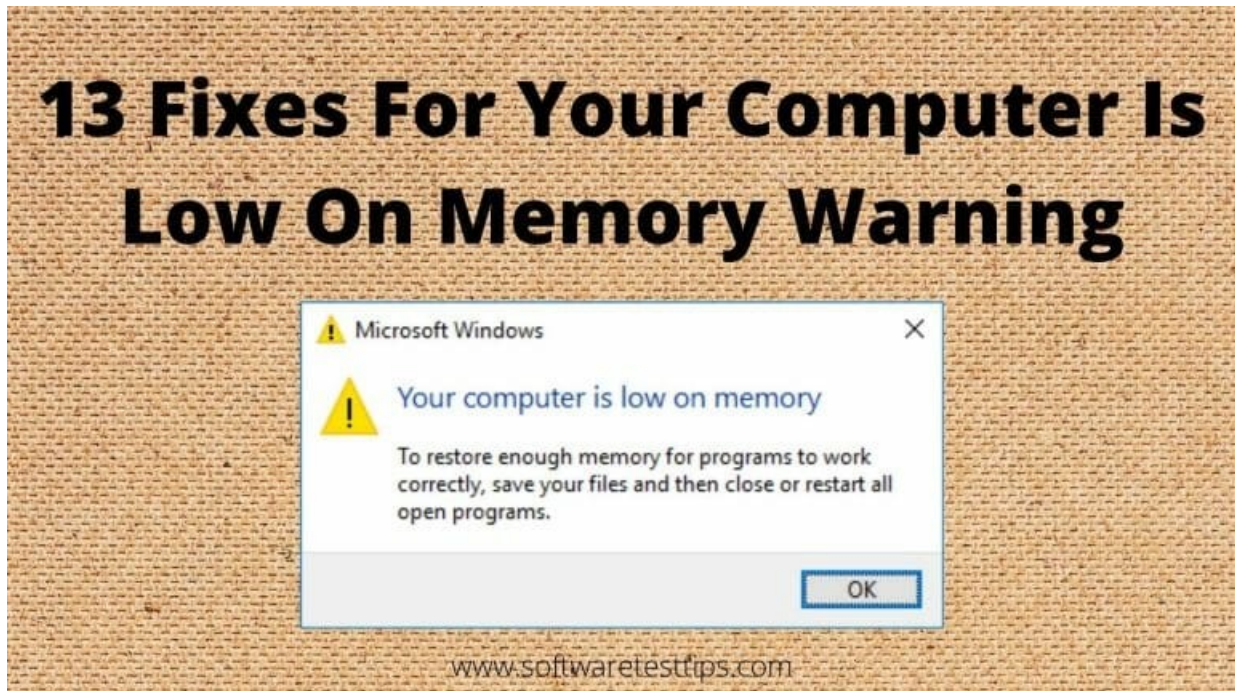 13 Fixes For Your Computer Is
Low On Memory Warning
Microsoft Windows
Your computer is low on memory
To restore enough memory for programs to work
correctly, save your files and then close or restart all
open programs.
OK
www.softwaretesttips.com